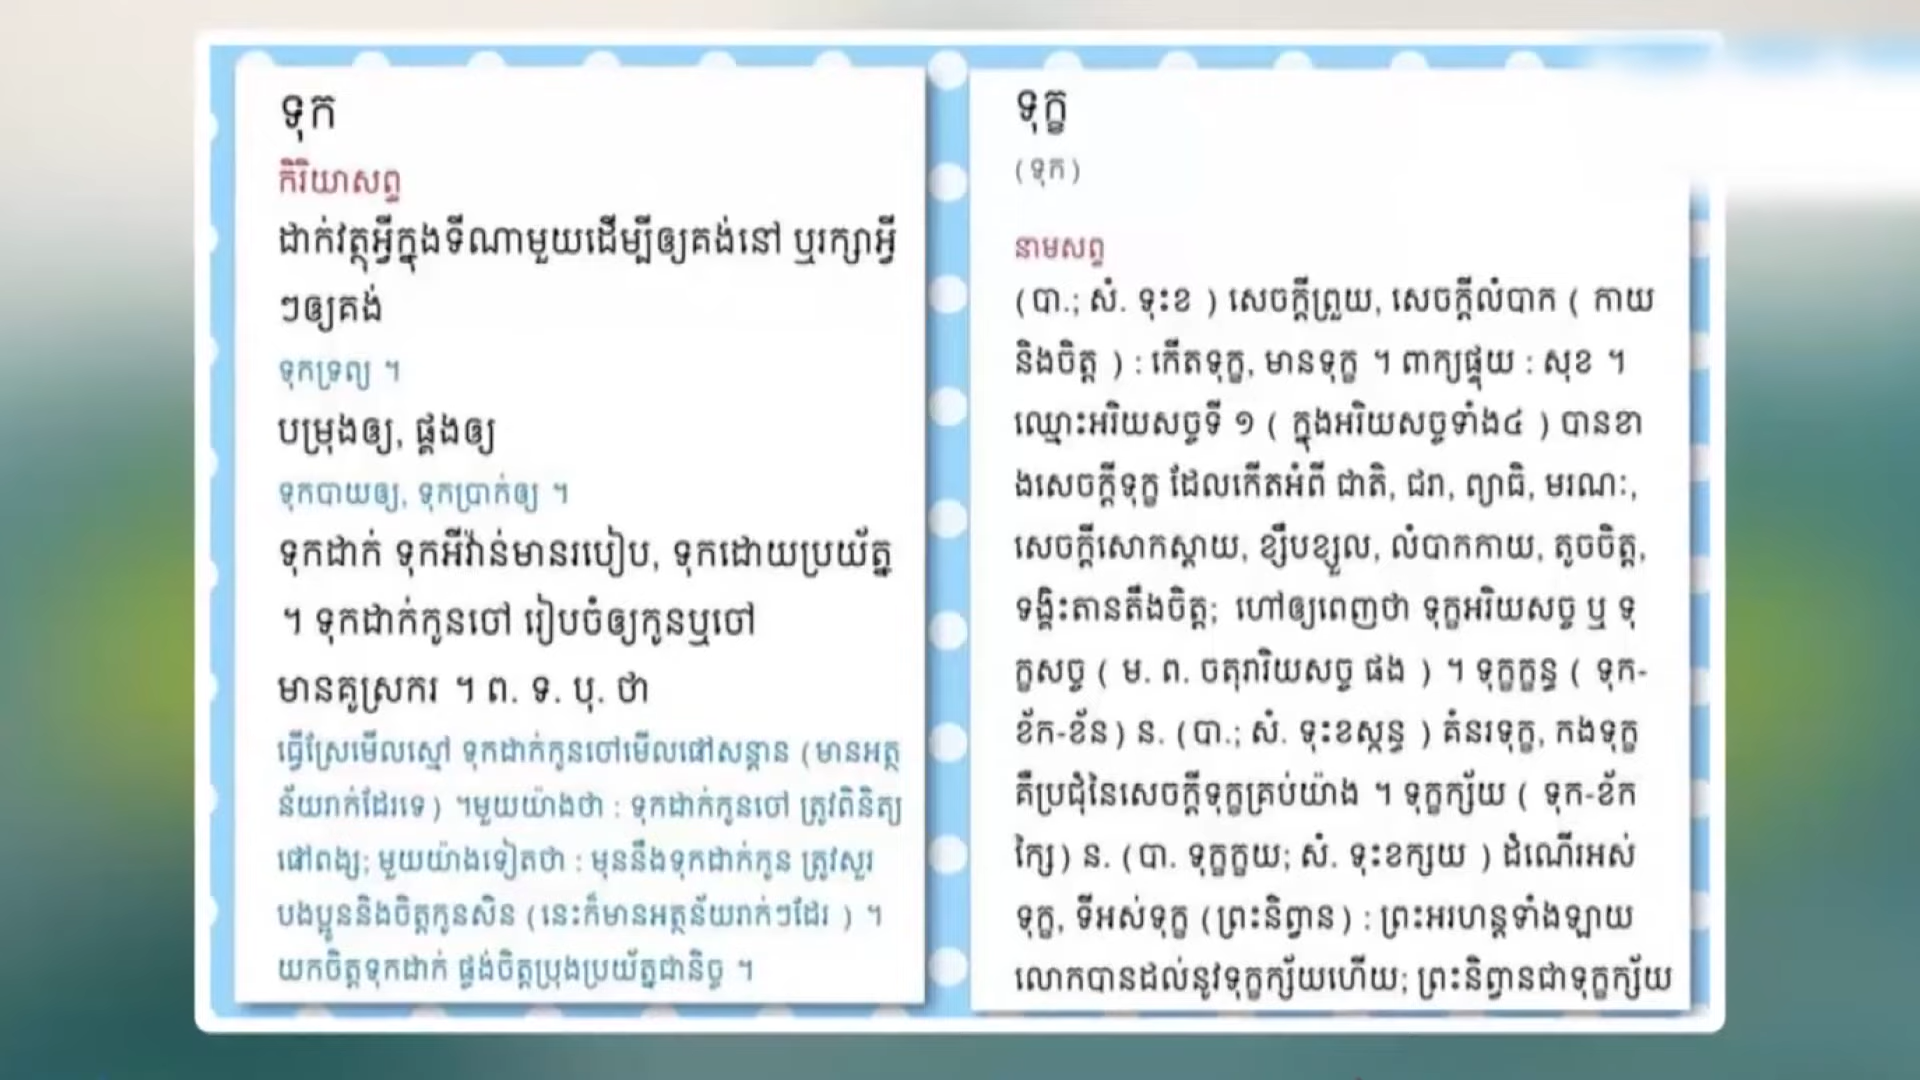 ទុក
កិរិយាសព្ទ
ដាក់វត្ថុអ្វីក្នុងទីណាមួយដើម្បីឲ្យគង់នៅ ឬរក្សាអ្វី
ៗឲ្យគង់
ទុកទ្រព្យ ។
បម្រុងឲ្យ, ផ្គងឲ្យ
ទុកបាយឲ្យ, ទុកប្រាក់ឲ្យ ។
ទុកដាក់ ទុកអីវ៉ាន់មានរបៀប, ទុកដោយប្រយ័ត្ន
។ ទុកដាក់កូនចៅ រៀបចំឲ្យកូនឬចៅ
មានគូស្រករ ។ ព. ទ. បុ. ថា
ធ្វើស្រែមើលស្មៅ ទុកដាក់កូនចៅមើលផៅសន្តាន (មានអត្ថ
ន័យរាក់ដែរទេ) ។មួយយ៉ាងថា : ទុកដាក់កូនចៅ ត្រូវពិនិត្យ
ផៅពង្ស; មួយយ៉ាងទៀតថា : មុននឹងទុកដាក់កូន ត្រូវសួរ
បងប្អូននិងចិត្តកូនសិន (នេះក៏មានអត្ថន័យរាក់ៗដែរ ) ។
យកចិត្តទុកដាក់ ផ្ចង់ចិត្តប្រុងប្រយ័ត្នជានិច្ច ។
ទុក្ខ
(ទុក)
នាមសព្ទ
(បា.; សំ. ទុះខ ) សេចក្ដីព្រួយ, សេចក្ដីលំបាក ( កាយ
និងចិត្ត ) : កើតទុក្ខ, មានទុក្ខ ។ ពាក្យផ្ទុយ : សុខ ។
ឈ្មោះអរិយសច្ចទី ១ ( ក្នុងអរិយសច្ចទាំង៤ ) បានខា
ងសេចក្ដីទុក្ខ ដែលកើតអំពី ជាតិ, ជរា, ព្យាធិ, មរណៈ,
សេចក្ដីសោកស្ដាយ, ខ្សឹបខ្សួល, លំបាកកាយ, តូចចិត្ត,
ទង្គិះតានតឹងចិត្ត; ហៅឲ្យពេញថា ទុក្ខអរិយសច្ច ឬ ទុ
ក្ខសច្ច ( ម. ព. ចតុរារិយសច្ច ផង ) ។ ទុក្ខក្ខន្ធ ( ទុក-
ខ័ក-ខ័ន) ន. (បា.; សំ. ទុះខស្កន្ធ ) គំនរទុក្ខ, កងទុក្ខ
គឺប្រជុំនៃសេចក្ដីទុក្ខគ្រប់យ៉ាង ។ ទុក្ខក្ស័យ ( ទុក-ខ័ក
ក្សៃ) ន. (បា. ទុក្ខក្ខយ; សំ. ទុះខក្សយ ) ដំណើរអស់
ទុក្ខ, ទីអស់ទុក្ខ (ព្រះនិព្វាន) : ព្រះអរហន្តទាំងឡាយ
លោកបានដល់នូវទុក្ខក្ស័យហើយ; ព្រះនិព្វានជាទុក្ខក្ស័យ